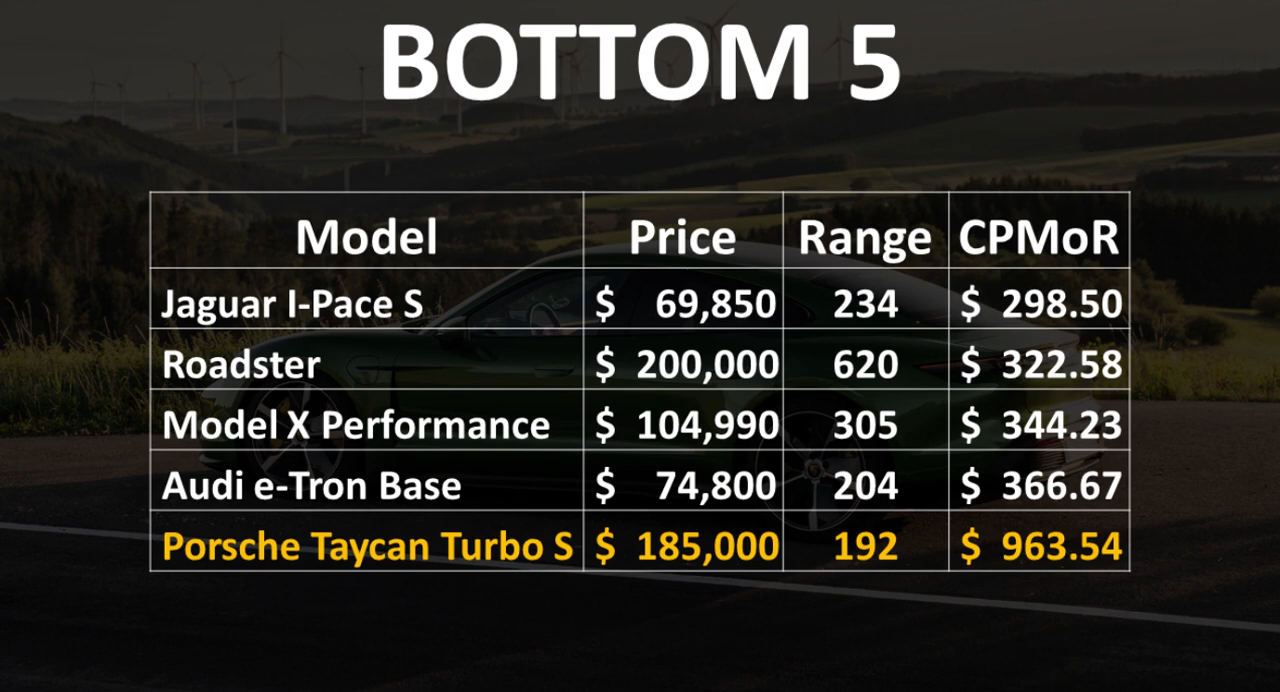 BOTTOM 5
Model Price Range CPMoR
Jaguar I-Pace S $ 69,850 234 $ 298.50
Roadster $ 200,000 620 $ 322.58
Model X Performance $ 104,990 305 $ 344.23
Audi e-Tron Base $ 74,800 204 $ 366.67
Porsche Taycan Turbo S $ 185,000 192 $ 963.54